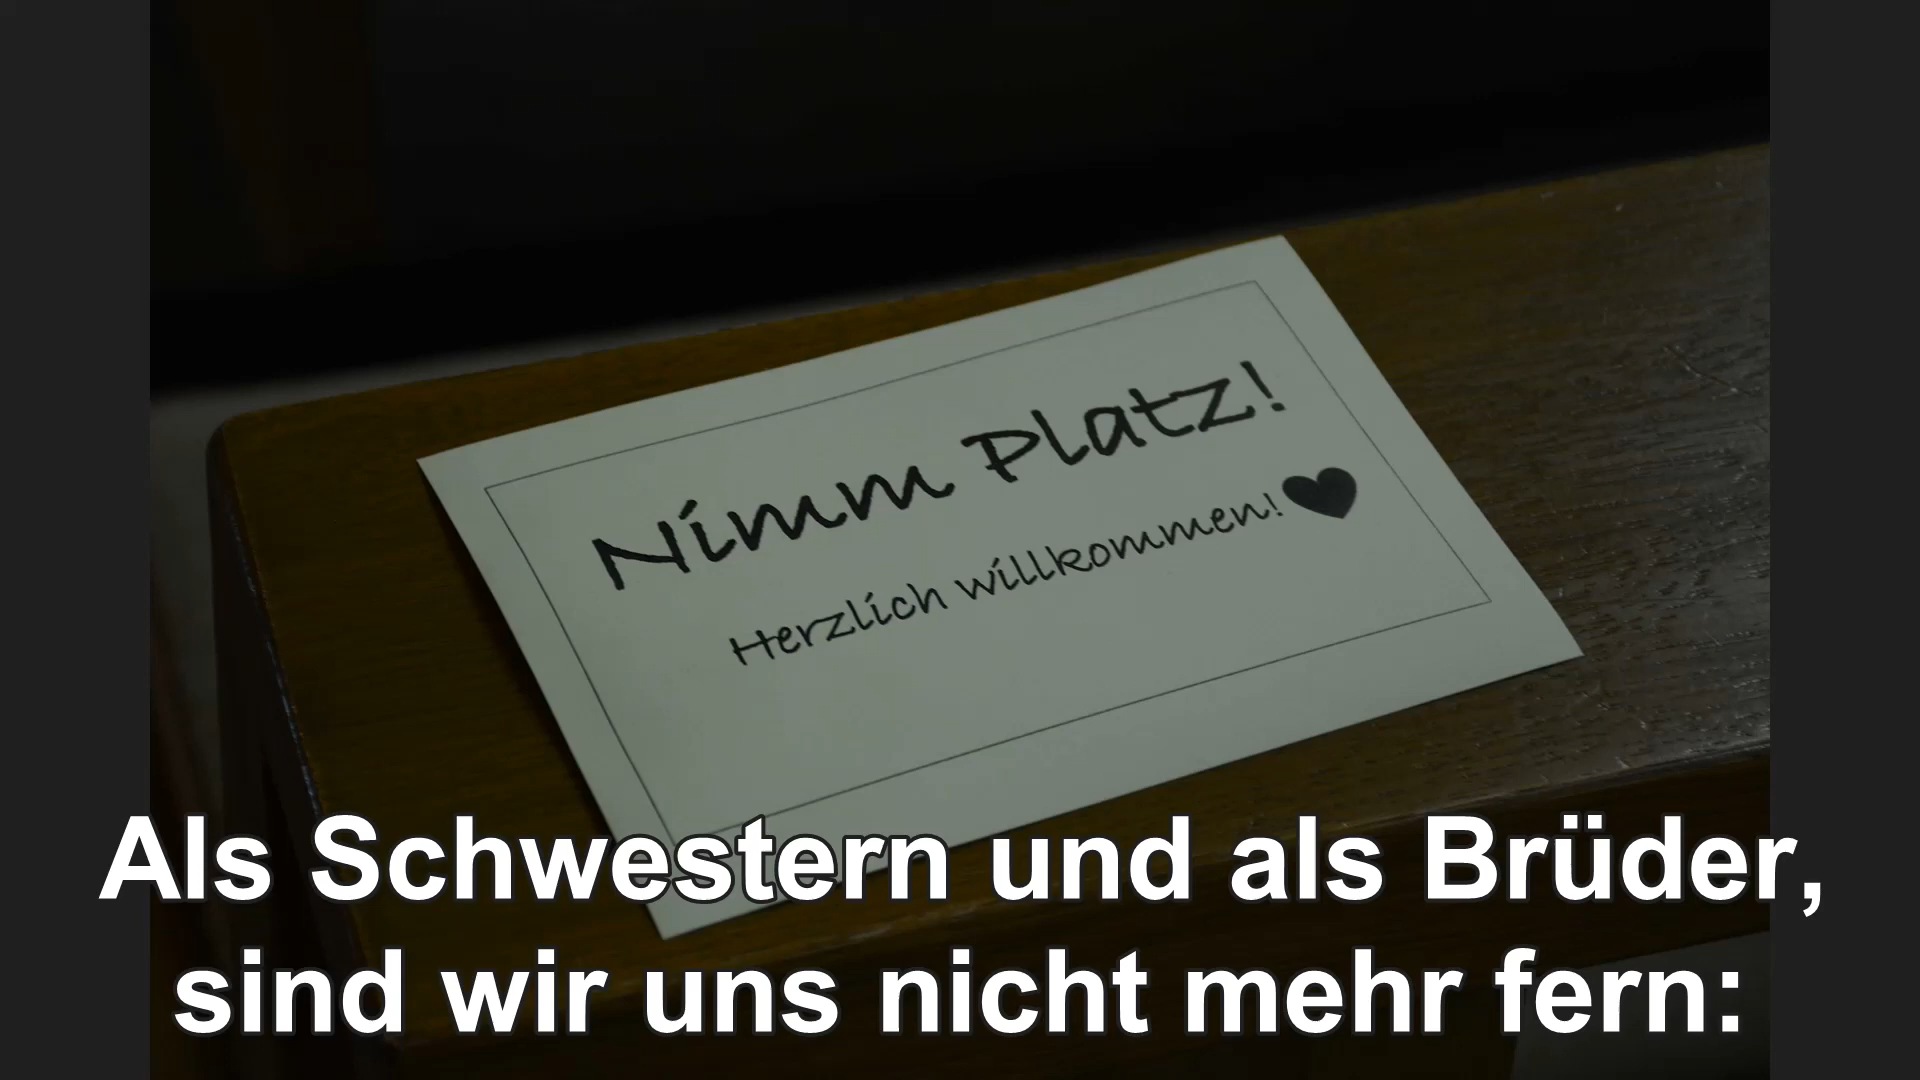 Nimm Platz!
Herzlich willkommen!
Als Schwestern und als Brüder,
sind wir uns nicht mehr fern: